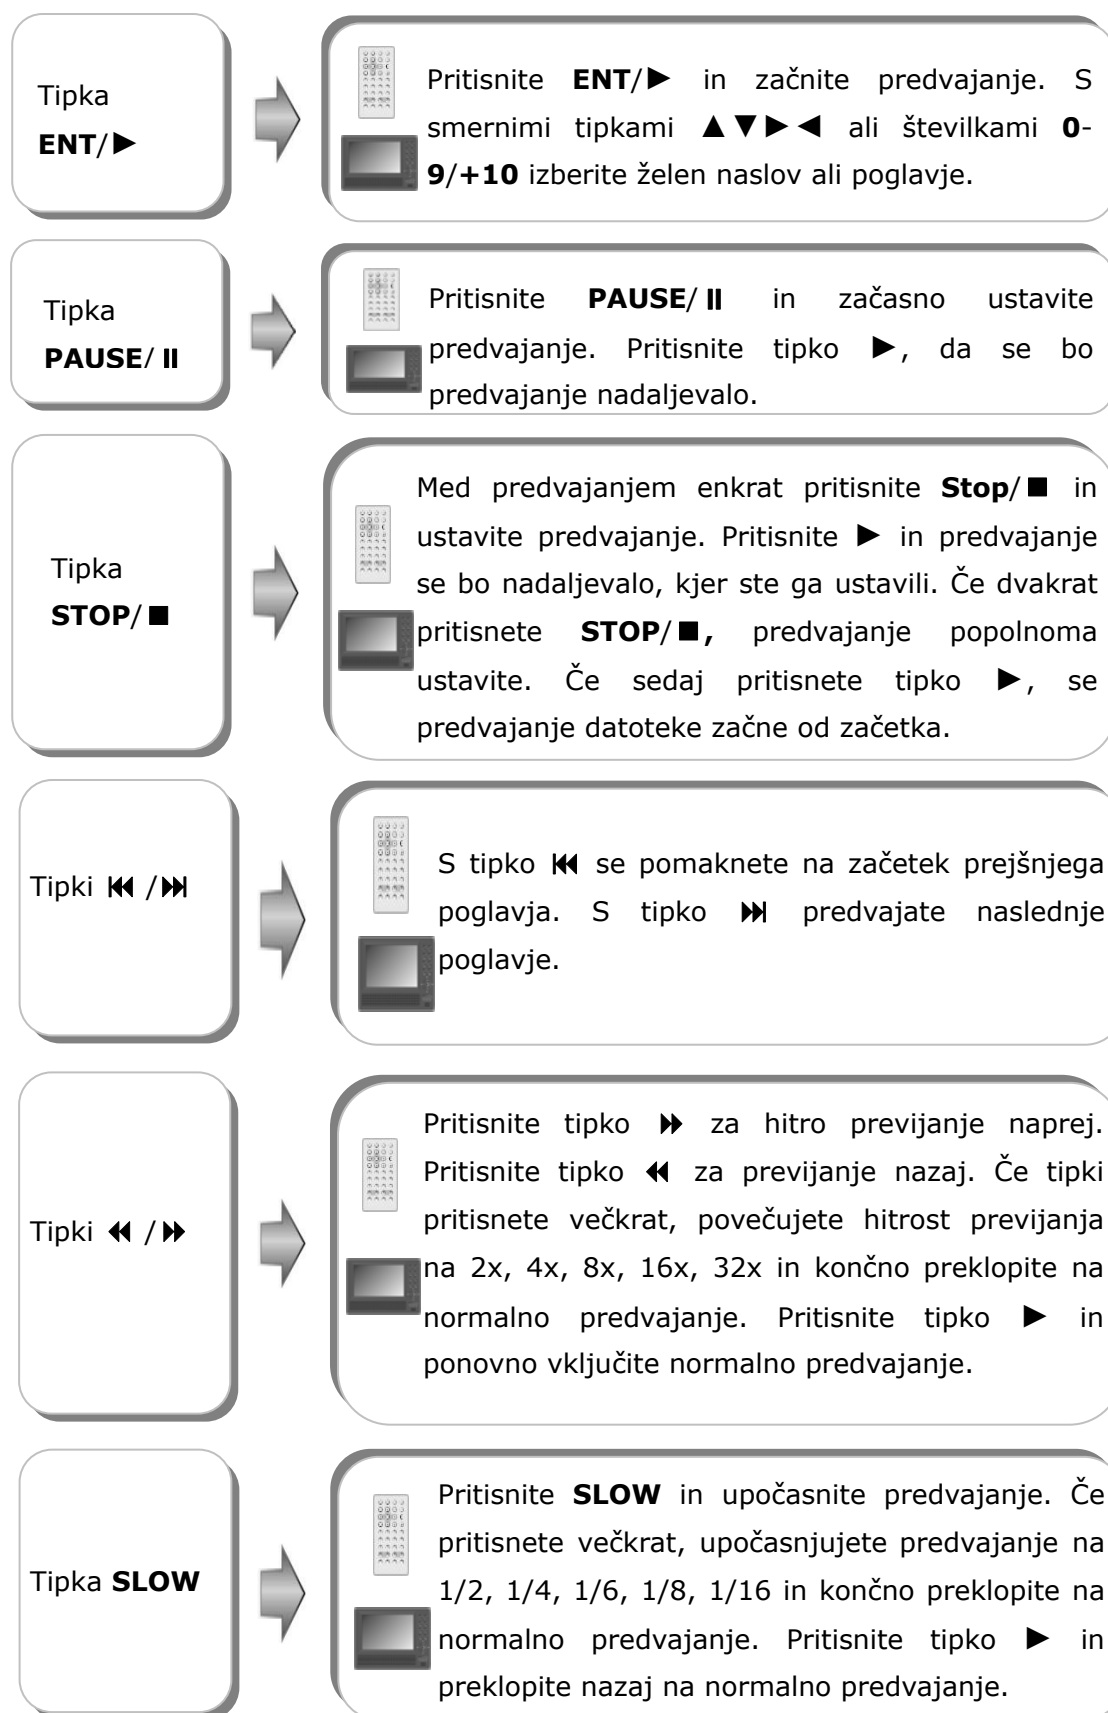 Tipka
ENT/▶
Pritisnite ENT/▶ in začnite predvajanje. S
smernimi tipkami ▲▼▶◀ ali številkami 0-
9/+10 izberite želen naslov ali poglavje.
Tipka
PAUSE/⏸
Pritisnite PAUSE/⏸ in začasno ustavite
predvajanje. Pritisnite tipko ▶, da se bo
predvajanje nadaljevalo.
Tipka
STOP/■
Med predvajanjem enkrat pritisnite Stop/■ in
ustavite predvajanje. Pritisnite ▶ in predvajanje
se bo nadaljevalo, kjer ste ga ustavili. Če dvakrat
pritisnete STOP/■, predvajanje popolnoma
ustavite. Če sedaj pritisnete tipko ▶, se
predvajanje datoteke začne od začetka.
Tipki ⏮ /⏭
S tipko ⏮ se pomaknete na začetek prejšnjega
poglavja. S tipko ⏭ predvajate naslednje
poglavje.
Tipki ⏪ /⏩
Pritisnite tipko ⏩ za hitro previjanje naprej.
Pritisnite tipko ⏪ za previjanje nazaj. Če tipki
pritisnete večkrat, povečujete hitrost previjanja
na 2x, 4x, 8x, 16x, 32x in končno preklopite na
normalno predvajanje. Pritisnite tipko ▶ in
ponovno vključite normalno predvajanje.
Tipka SLOW
Pritisnite SLOW in upočasnite predvajanje. Če
pritisnete večkrat, upočasnjujete predvajanje na
1/2, 1/4, 1/6, 1/8, 1/16 in končno preklopite na
normalno predvajanje. Pritisnite tipko ▶ in
preklopite nazaj na normalno predvajanje.